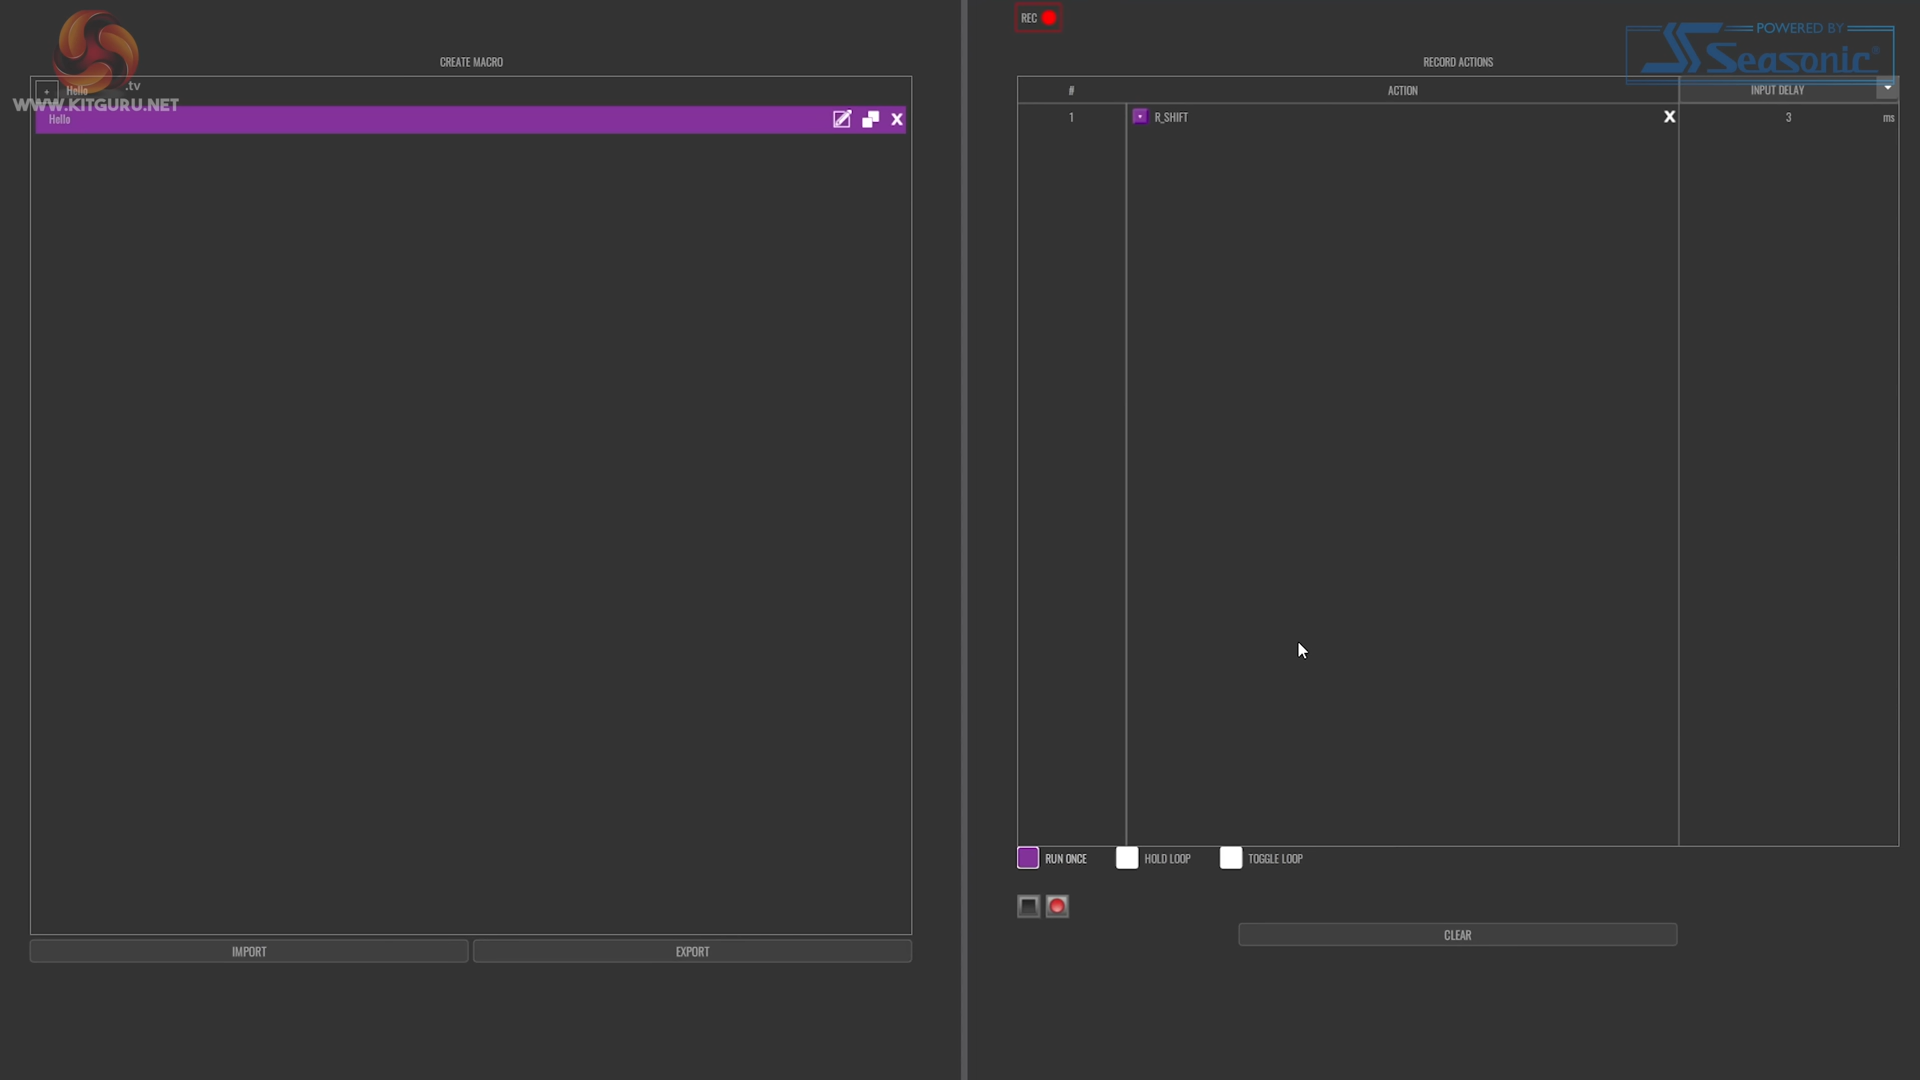 REC
POWERED BY
Seasonic®
CREATE MACRO
RECORD ACTIONS
.tv
+ Hello
WWW.KITGURU.NET
# ACTION INPUT DELAY
Hello X
1 R_SHIFT X 3 ms
RUN ONCE HOLD LOOP TOGGLE LOOP
CLEAR
IMPORT EXPORT